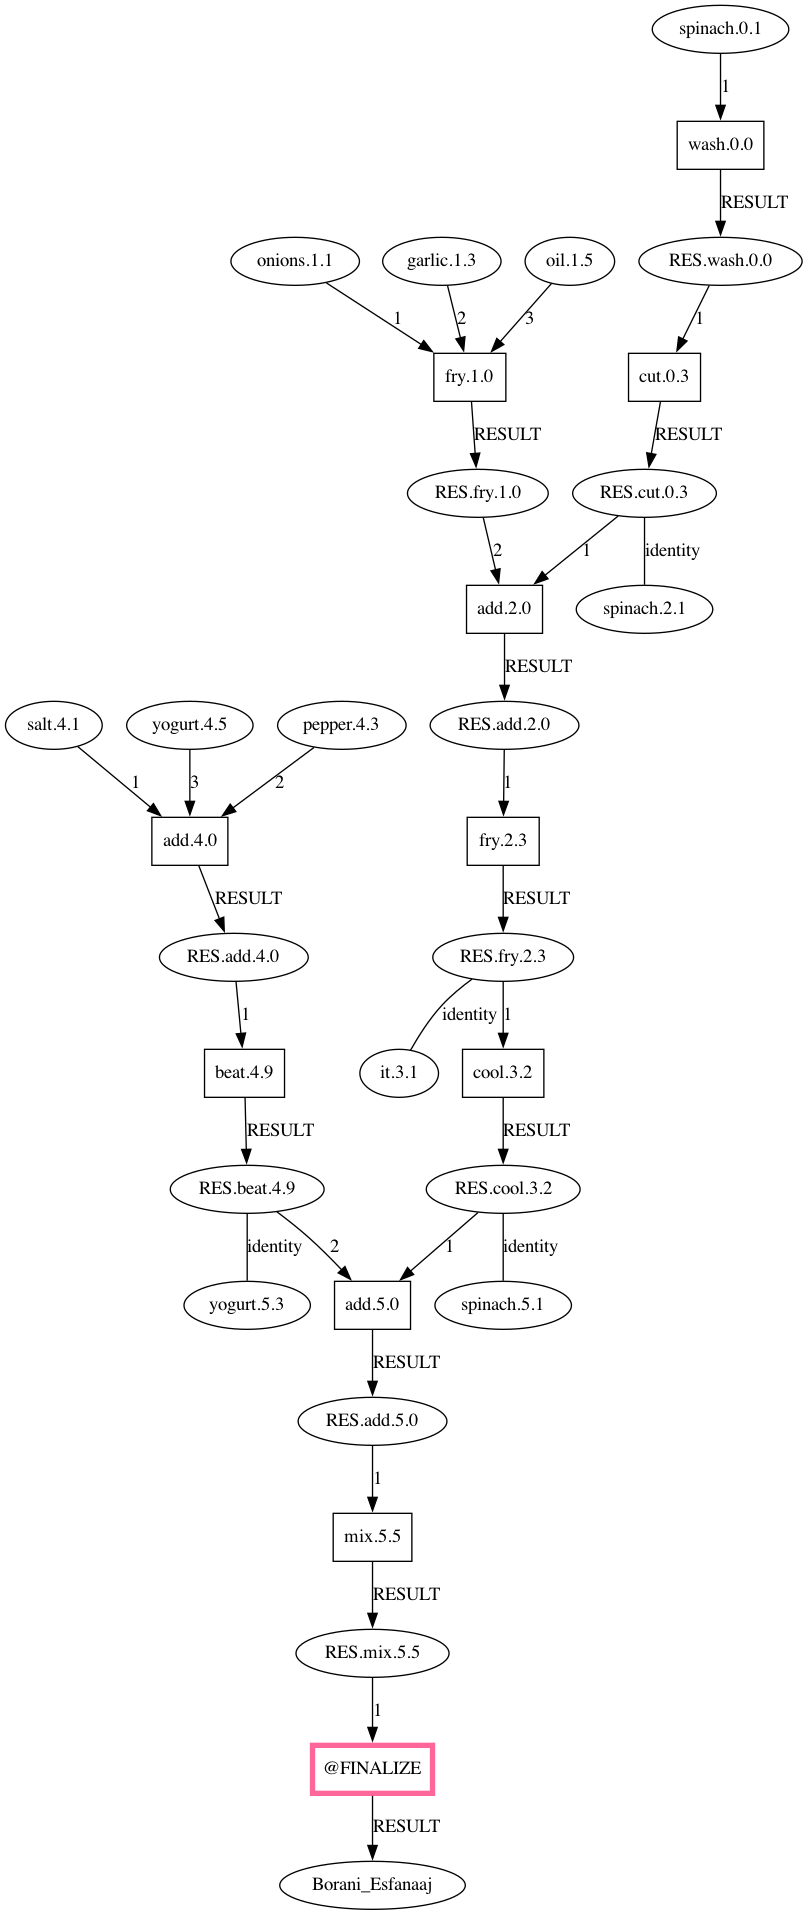 spinach.0.1
1
wash.0.0
RESULT
onions.1.1 garlic.1.3 oil.1.5 RES.wash.0.0
1 2 3 1
fry.1.0 cut.0.3
RESULT RESULT
RES.fry.1.0 RES.cut.0.3
2 1 identity
add.2.0 spinach.2.1
RESULT
salt.4.1 yogurt.4.5 pepper.4.3 RES.add.2.0
1 3 2 1
add.4.0 fry.2.3
RESULT RESULT
RES.add.4.0 RES.fry.2.3
1 identity 1
beat.4.9 it.3.1 cool.3.2
RESULT RESULT
RES.beat.4.9 RES.cool.3.2
identity 2 1 identity
yogurt.5.3 add.5.0 spinach.5.1
RESULT
RES.add.5.0
1
mix.5.5
RESULT
RES.mix.5.5
1
@FINALIZE
RESULT
Borani_Esfanaaj